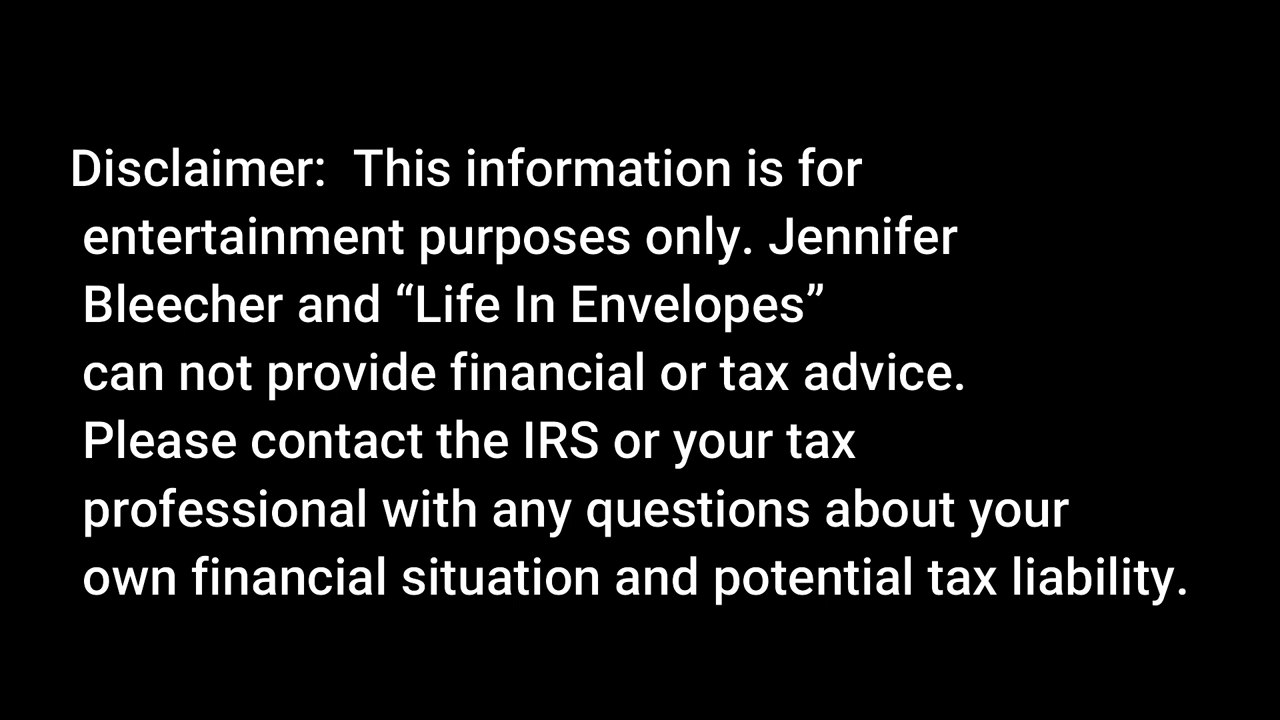 Disclaimer:  This information is for
entertainment purposes only. Jennifer
Bleecher and “Life In Envelopes”
can not provide financial or tax advice.
Please contact the IRS or your tax
professional with any questions about your
own financial situation and potential tax liability.